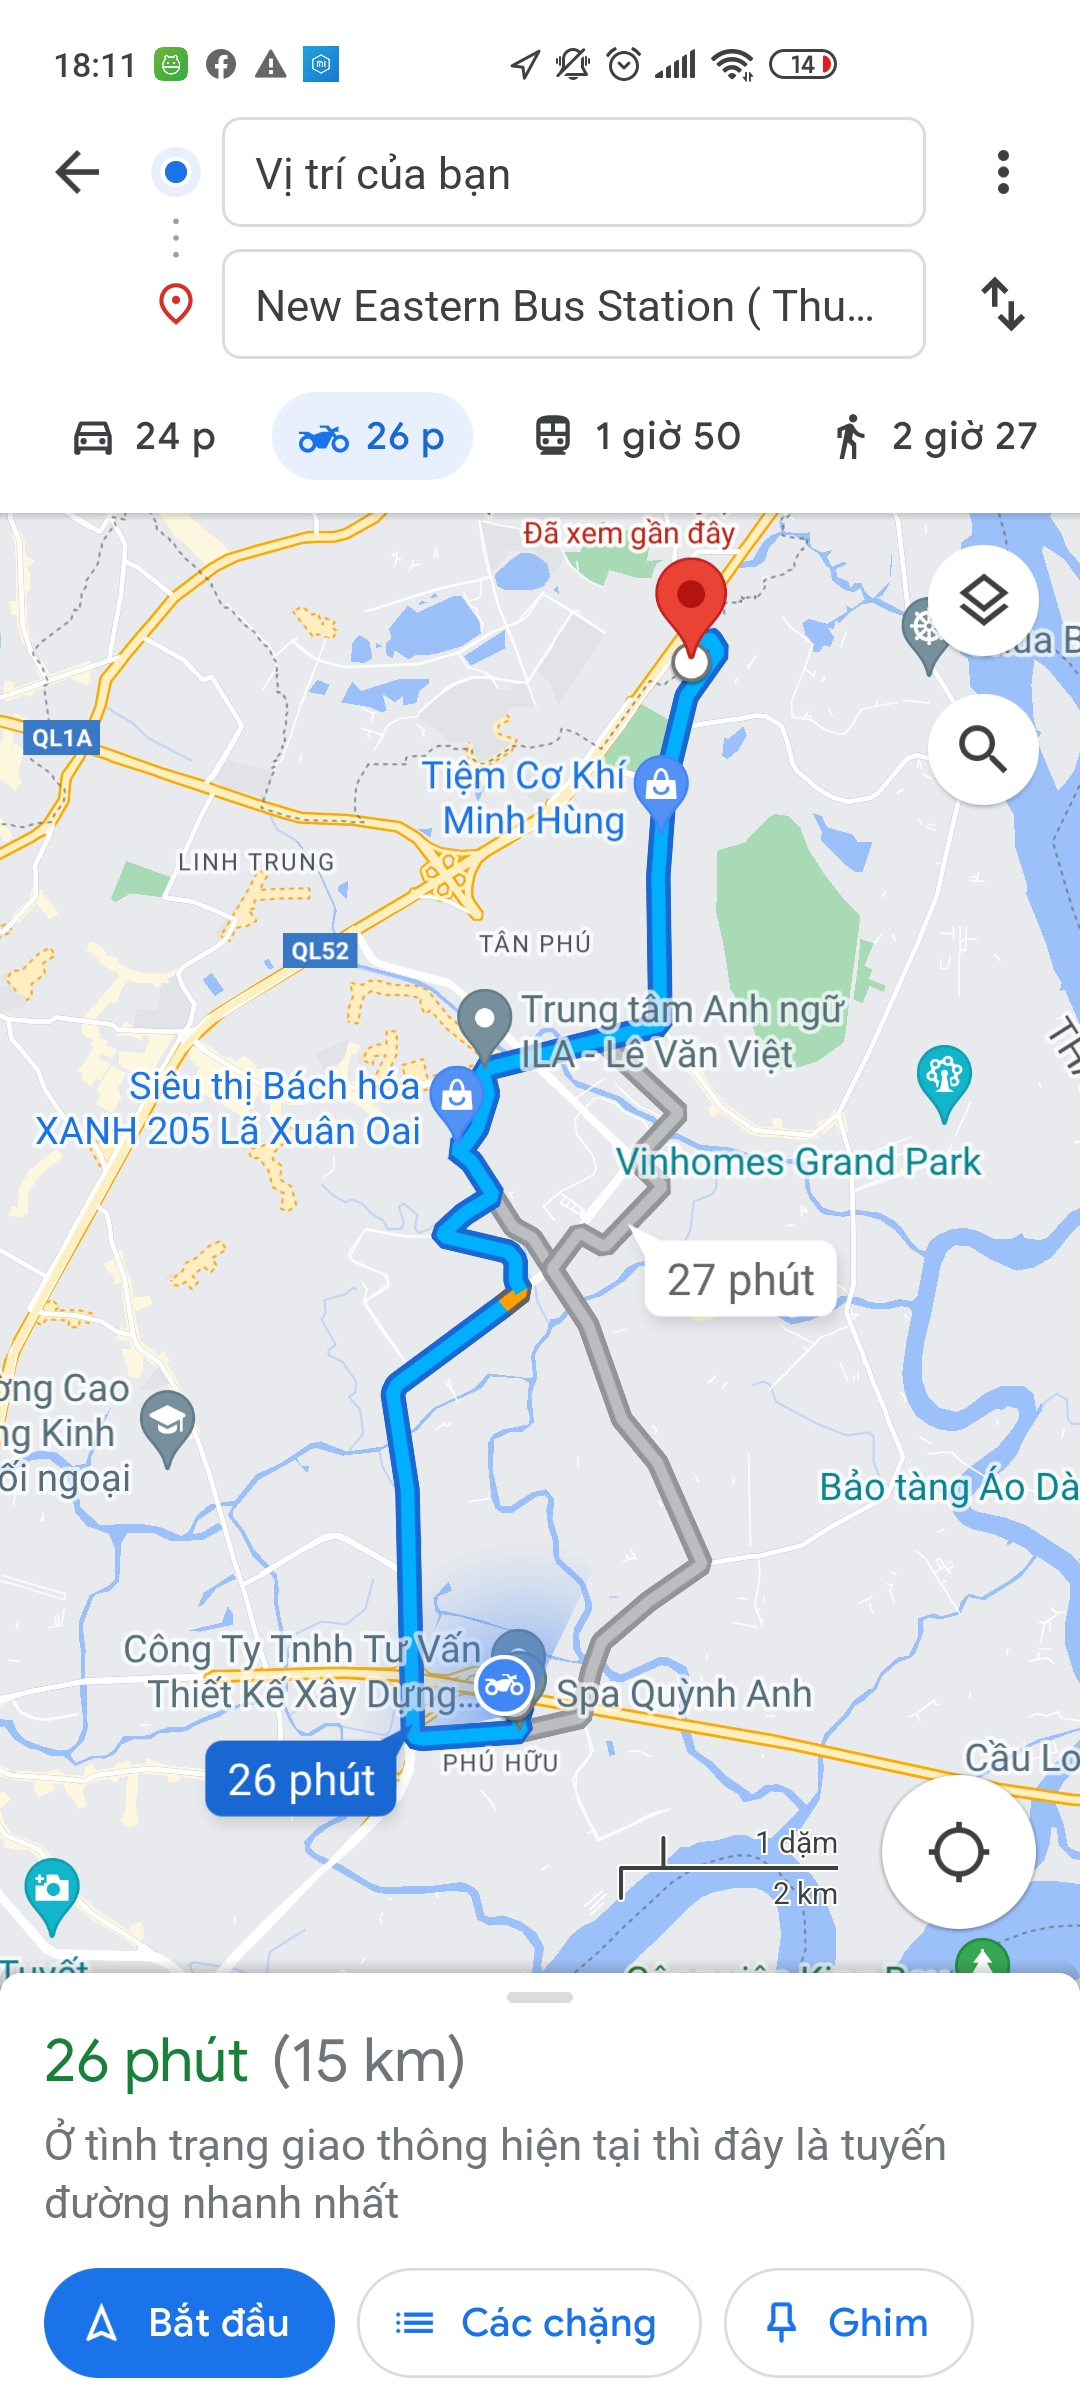 18:11
14
Vị trí của bạn
New Eastern Bus Station ( Thu...
24 p
26 p
1 giờ 50
2 giờ 27
Đã xem gần đây
QL1A
Tiệm Cơ Khí
Minh Hùng
LINH TRUNG
QL52
TÂN PHÚ
Trung tâm Anh ngữ
ILA - Lê Văn Việt
Siêu thị Bách hóa
XANH 205 Lã Xuân Oai
Vinhomes Grand Park
27 phút
ờng Cao
ng Kinh
ối ngoại
Bảo tàng Áo Dà
Công Ty Tnhh Tư Vấn
Thiết Kế Xây Dựng...
Spa Quỳnh Anh
PHÚ HỮU
26 phút
Cầu Lo
1 dặm
2 km
26 phút (15 km)
Ở tình trạng giao thông hiện tại thì đây là tuyến
đường nhanh nhất
Bắt đầu
Các chặng
Ghim